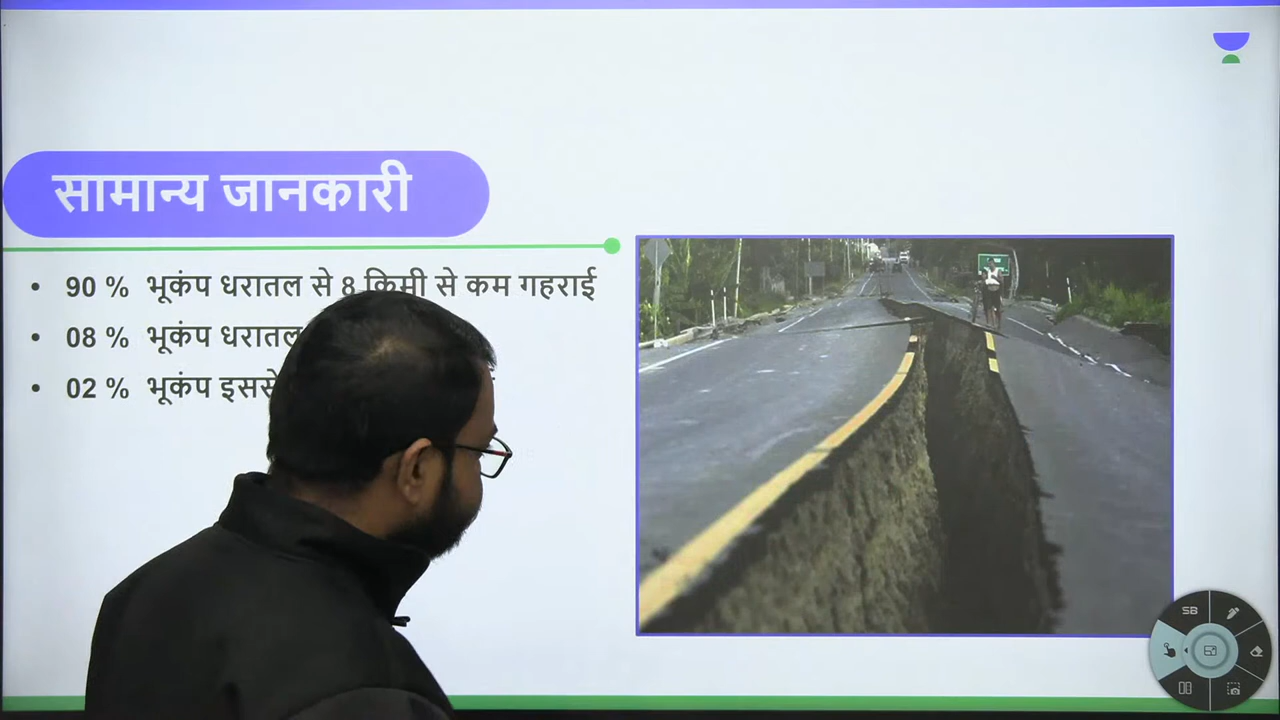 सामान्य जानकारी
• 90 % भूकंप धरातल से 8 किमी से कम गहराई
• 08 % भूकंप धरातल
• 02 % भूकंप इससे
SB